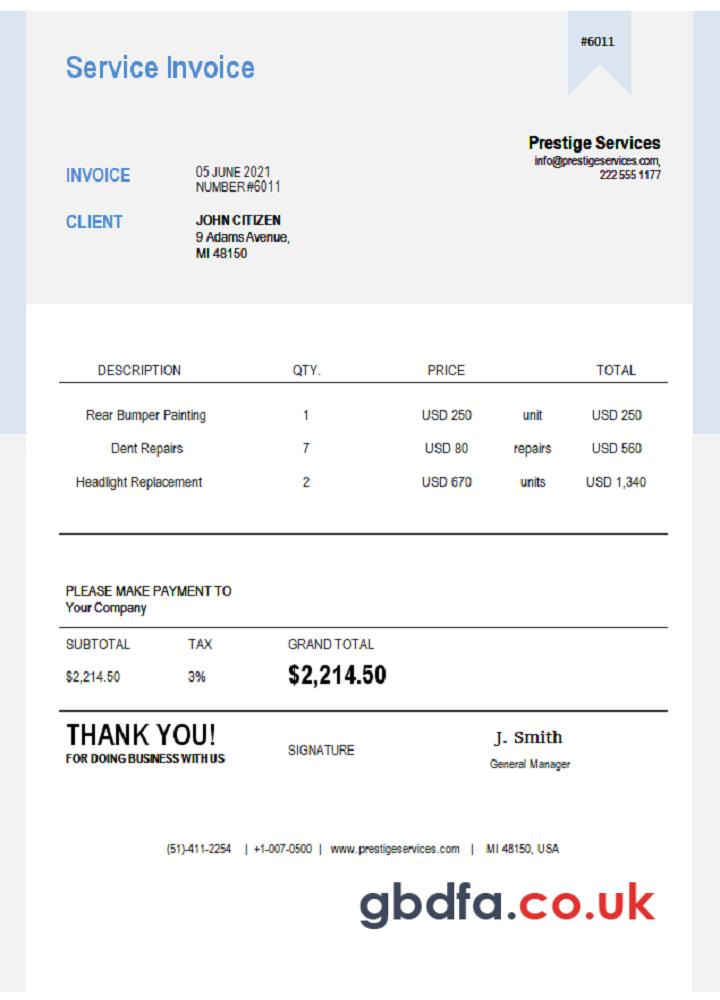 #6011
Service Invoice
Prestige Services
info@prestigeservices.com,
222 555 1177
INVOICE
05 JUNE 2021
NUMBER #6011
CLIENT
JOHN CITIZEN
9 Adams Avenue,
MI 48150
DESCRIPTION QTY. PRICE TOTAL
Rear Bumper Painting 1 USD 250 unit USD 250
Dent Repairs 7 USD 80 repairs USD 560
Headlight Replacement 2 USD 670 units USD 1,340
PLEASE MAKE PAYMENT TO
Your Company
SUBTOTAL TAX GRAND TOTAL
$2,214.50 3% $2,214.50
THANK YOU!
FOR DOING BUSINESS WITH US
SIGNATURE
J. Smith
General Manager
(51)-411-2254 | +1-007-0500 | www.prestigeservices.com | MI 48150, USA
gbdfa.co.uk